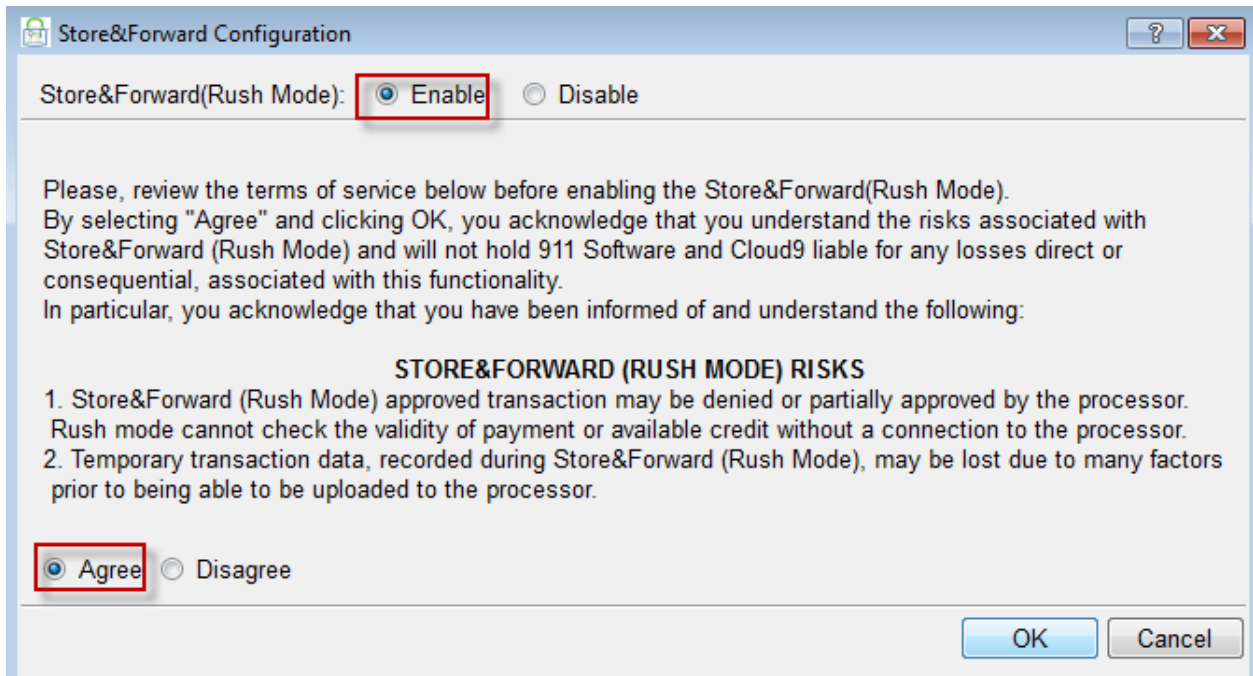 Store&Forward Configuration
Store&Forward(Rush Mode): Enable Disable
Please, review the terms of service below before enabling the Store&Forward(Rush Mode).
By selecting "Agree" and clicking OK, you acknowledge that you understand the risks associated with
Store&Forward (Rush Mode) and will not hold 911 Software and Cloud9 liable for any losses direct or
consequential, associated with this functionality.
In particular, you acknowledge that you have been informed of and understand the following:
STORE&FORWARD (RUSH MODE) RISKS
1. Store&Forward (Rush Mode) approved transaction may be denied or partially approved by the processor.
Rush mode cannot check the validity of payment or available credit without a connection to the processor.
2. Temporary transaction data, recorded during Store&Forward (Rush Mode), may be lost due to many factors
prior to being able to be uploaded to the processor.
Agree Disagree
OK Cancel